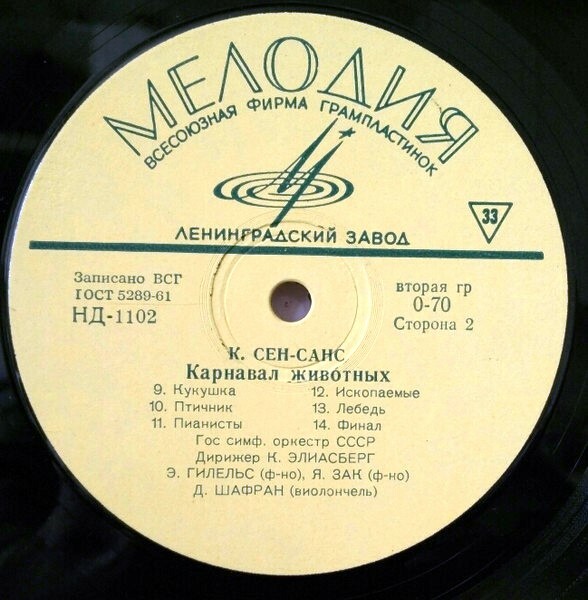 МЕЛОДИЯ
ВСЕСОЮЗНАЯ ФИРМА ГРАМПЛАСТИНОК
33
ЛЕНИНГРАДСКИЙ ЗАВОД
Записано ВСГ
ГОСТ 5289-61
НД-1102
вторая гр
0-70
Сторона 2
К. СЕН-САНС
Карнавал живо́тных
9. Кукушка 12. Ископаемые
10. Птичник 13. Лебедь
11. Пианисты 14. Финал
Гос симф. оркестр СССР
Дирижер К. ЭЛИАСБЕРГ
Э. ГИЛЕЛЬС (ф-но), Я. ЗАК (ф-но)
Д. ШАФРАН (виолончель)